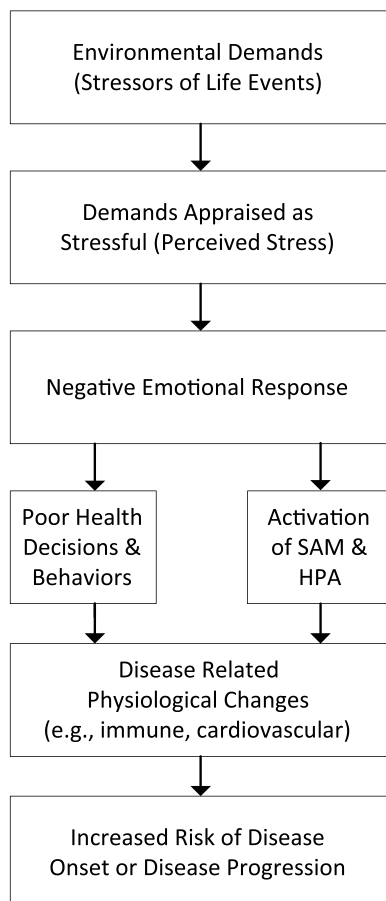 Environmental Demands
(Stressors of Life Events)
Demands Appraised as
Stressful (Perceived Stress)
Negative Emotional Response
Poor Health
Decisions &
Behaviors
Activation
of SAM &
HPA
Disease Related
Physiological Changes
(e.g., immune, cardiovascular)
Increased Risk of Disease
Onset or Disease Progression